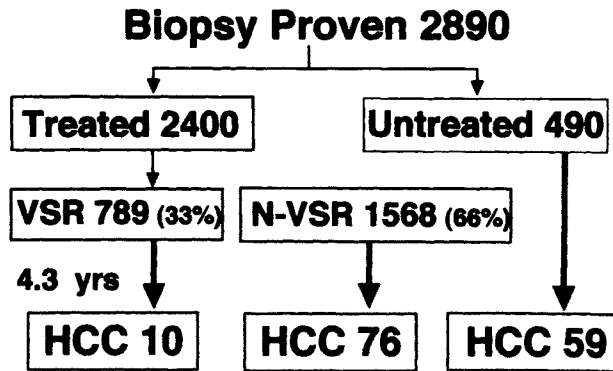 Biopsy Proven 2890
Treated 2400
Untreated 490
VSR 789 (33%)
N-VSR 1568 (66%)
4.3 yrs
HCC 10
HCC 76
HCC 59